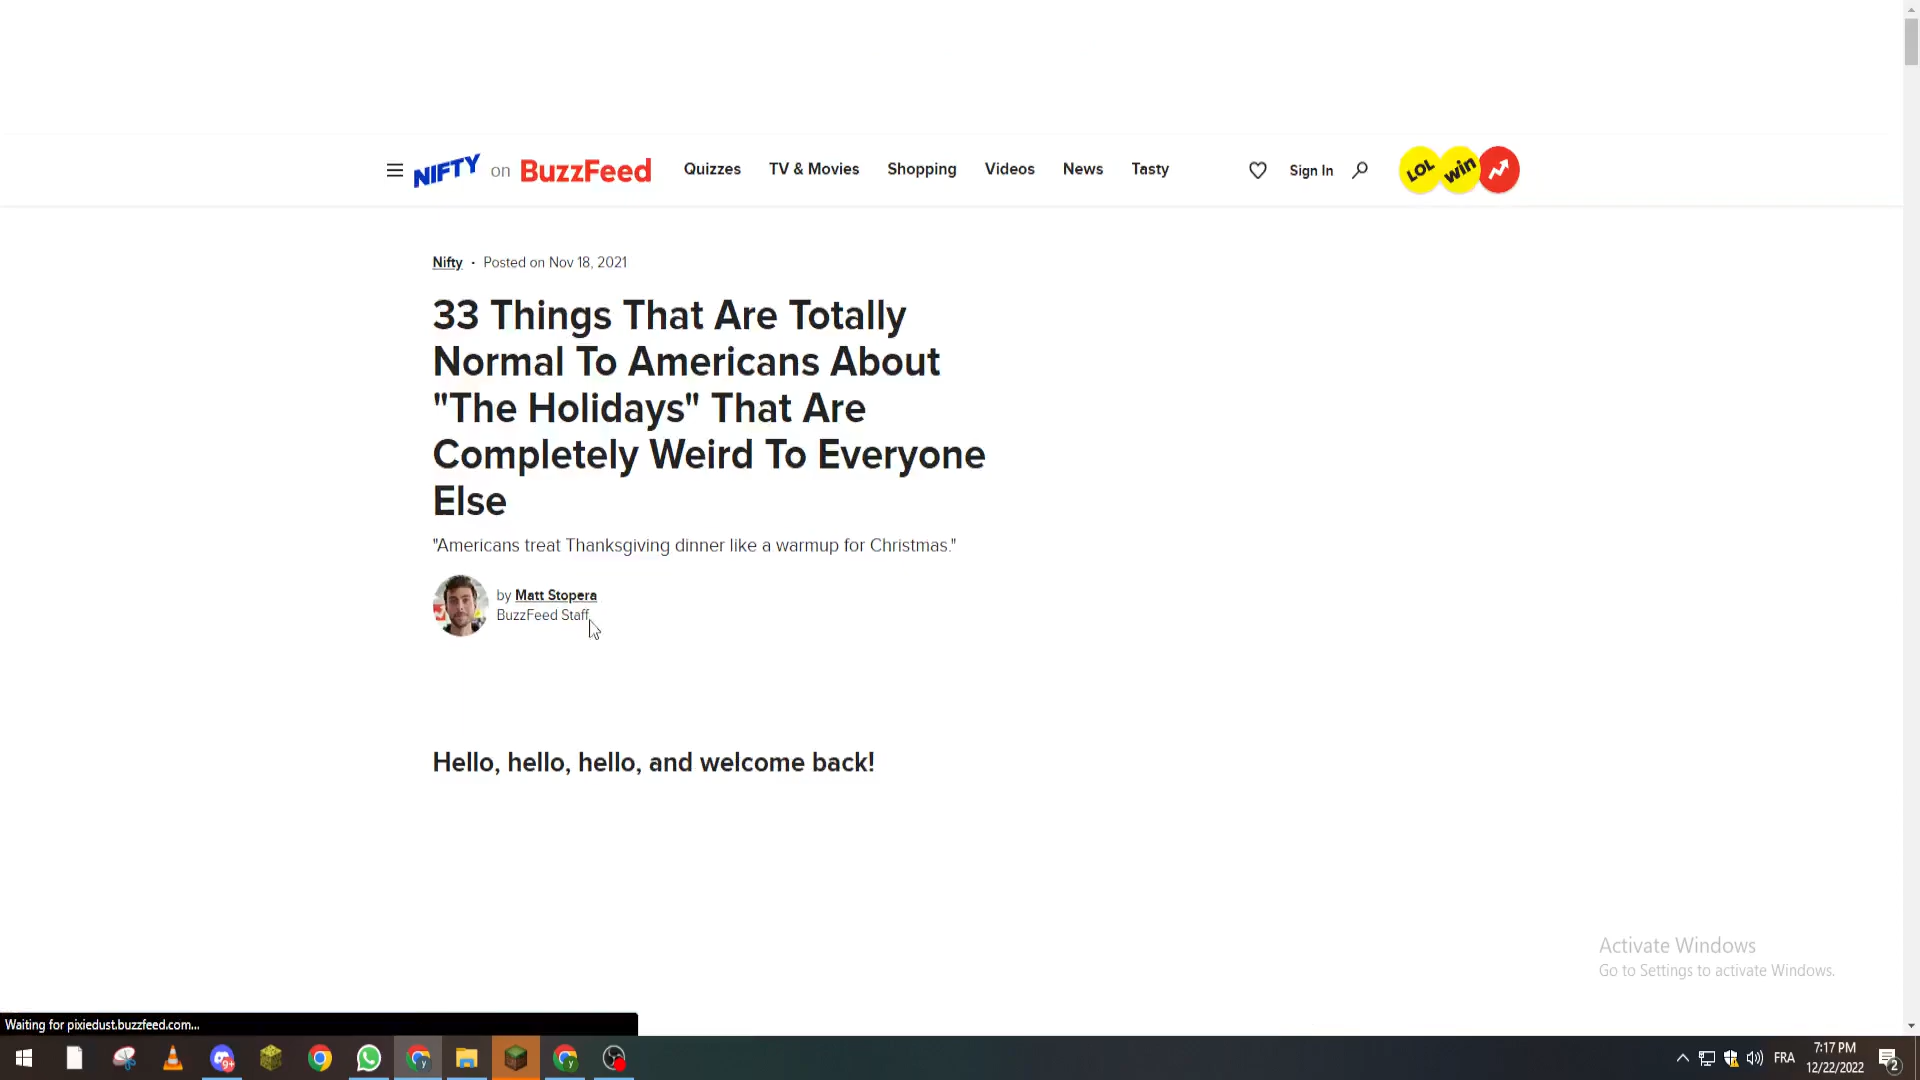 NIFTY on BuzzFeed Quizzes TV & Movies Shopping Videos News Tasty Sign In LOL win
Nifty · Posted on Nov 18, 2021
33 Things That Are Totally
Normal To Americans About
"The Holidays" That Are
Completely Weird To Everyone
Else
"Americans treat Thanksgiving dinner like a warmup for Christmas."
by Matt Stopera
BuzzFeed Staff
Hello, hello, hello, and welcome back!
Activate Windows
Go to Settings to activate Windows.
Waiting for pixiedust.buzzfeed.com...
9+
FRA
7:17 PM
12/22/2022
2